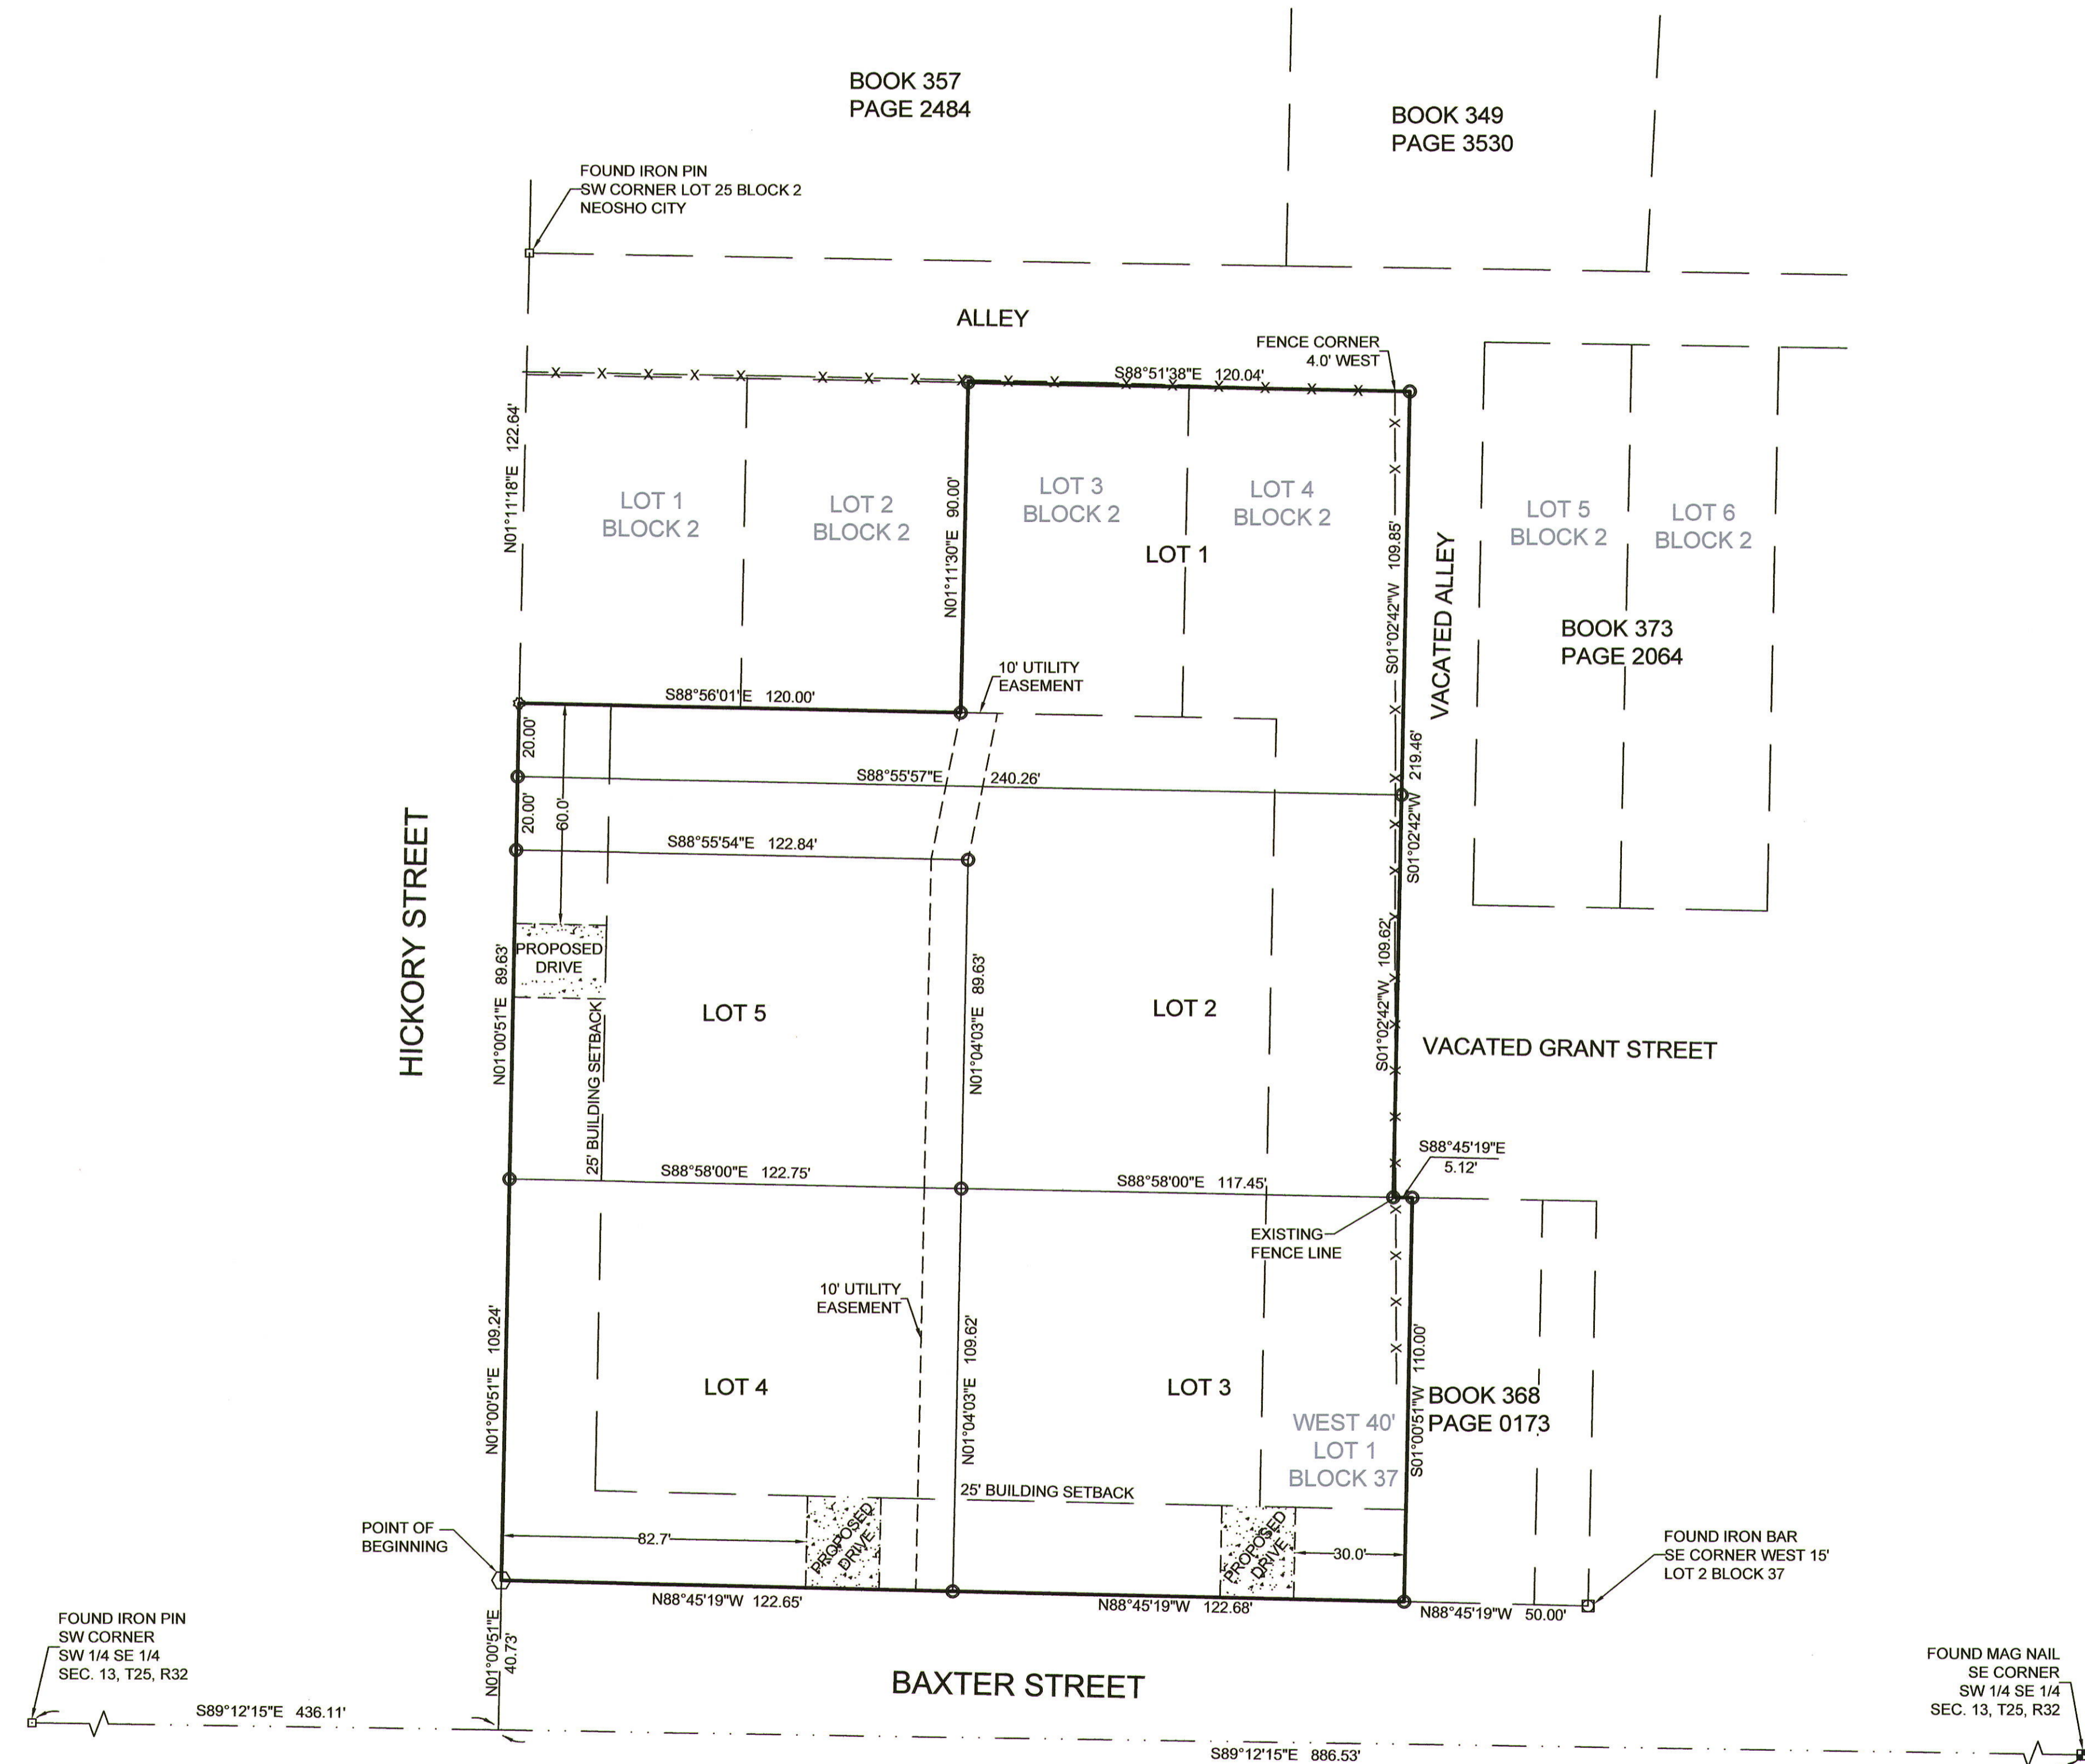 BOOK 357
PAGE 2484
BOOK 349
PAGE 3530
FOUND IRON PIN
SW CORNER LOT 25 BLOCK 2
NEOSHO CITY
ALLEY
FENCE CORNER
4.0' WEST
S88°51'38"E 120.04'
N01°11'18"E 122.64'
LOT 1
BLOCK 2
LOT 2
BLOCK 2
N01°11'30"E 90.00'
LOT 3
BLOCK 2
LOT 4
BLOCK 2
LOT 1
S01°02'42"W 109.85'
VACATED ALLEY
LOT 5
BLOCK 2
LOT 6
BLOCK 2
BOOK 373
PAGE 2064
10' UTILITY
EASEMENT
S88°56'01"E 120.00'
20.00'
S88°55'57"E 240.26'
S01°02'42"W 219.46'
20.00'
60.0'
S88°55'54"E 122.84'
HICKORY STREET
PROPOSED
DRIVE
N01°00'51"E 89.63'
25' BUILDING SETBACK
LOT 5
N01°04'03"E 89.63'
LOT 2
S01°02'42"W 109.62'
VACATED GRANT STREET
S88°45'19"E
5.12'
S88°58'00"E 122.75'
S88°58'00"E 117.45'
EXISTING
FENCE LINE
10' UTILITY
EASEMENT
N01°00'51"E 109.24'
LOT 4
N01°04'03"E 109.62'
LOT 3
WEST 40'
LOT 1
BLOCK 37
S01°00'51"W 110.00'
BOOK 368
PAGE 0173
25' BUILDING SETBACK
POINT OF
BEGINNING
82.7'
PROPOSED
DRIVE
PROPOSED
DRIVE
30.0'
FOUND IRON BAR
SE CORNER WEST 15'
LOT 2 BLOCK 37
N88°45'19"W 122.65'
N88°45'19"W 122.68'
N88°45'19"W 50.00'
FOUND IRON PIN
SW CORNER
SW 1/4 SE 1/4
SEC. 13, T25, R32
N01°00'51"E
40.73'
BAXTER STREET
FOUND MAG NAIL
SE CORNER
SW 1/4 SE 1/4
SEC. 13, T25, R32
S89°12'15"E 436.11'
S89°12'15"E 886.53'